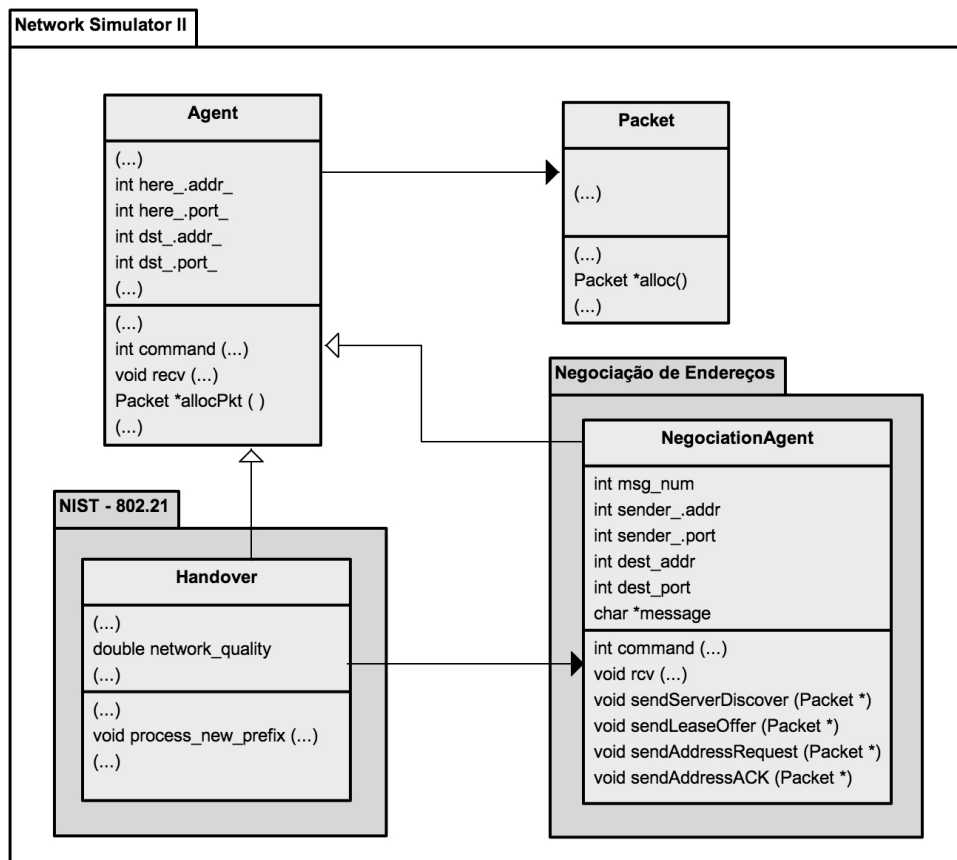 Network Simulator II
Agent
(...)
int here_.addr_
int here_.port_
int dst_.addr_
int dst_.port_
(...)
(...)
int command (...)
void recv (...)
Packet *allocPkt ( )
(...)
Packet
(...)
(...)
Packet *alloc()
(...)
NIST - 802.21
Handover
(...)
double network_quality
(...)
(...)
void process_new_prefix (...)
(...)
Negociação de Endereços
NegociationAgent
int msg_num
int sender_.addr
int sender_.port
int dest_addr
int dest_port
char *message
int command (...)
void rcv (...)
void sendServerDiscover (Packet *)
void sendLeaseOffer (Packet *)
void sendAddressRequest (Packet *)
void sendAddressACK (Packet *)